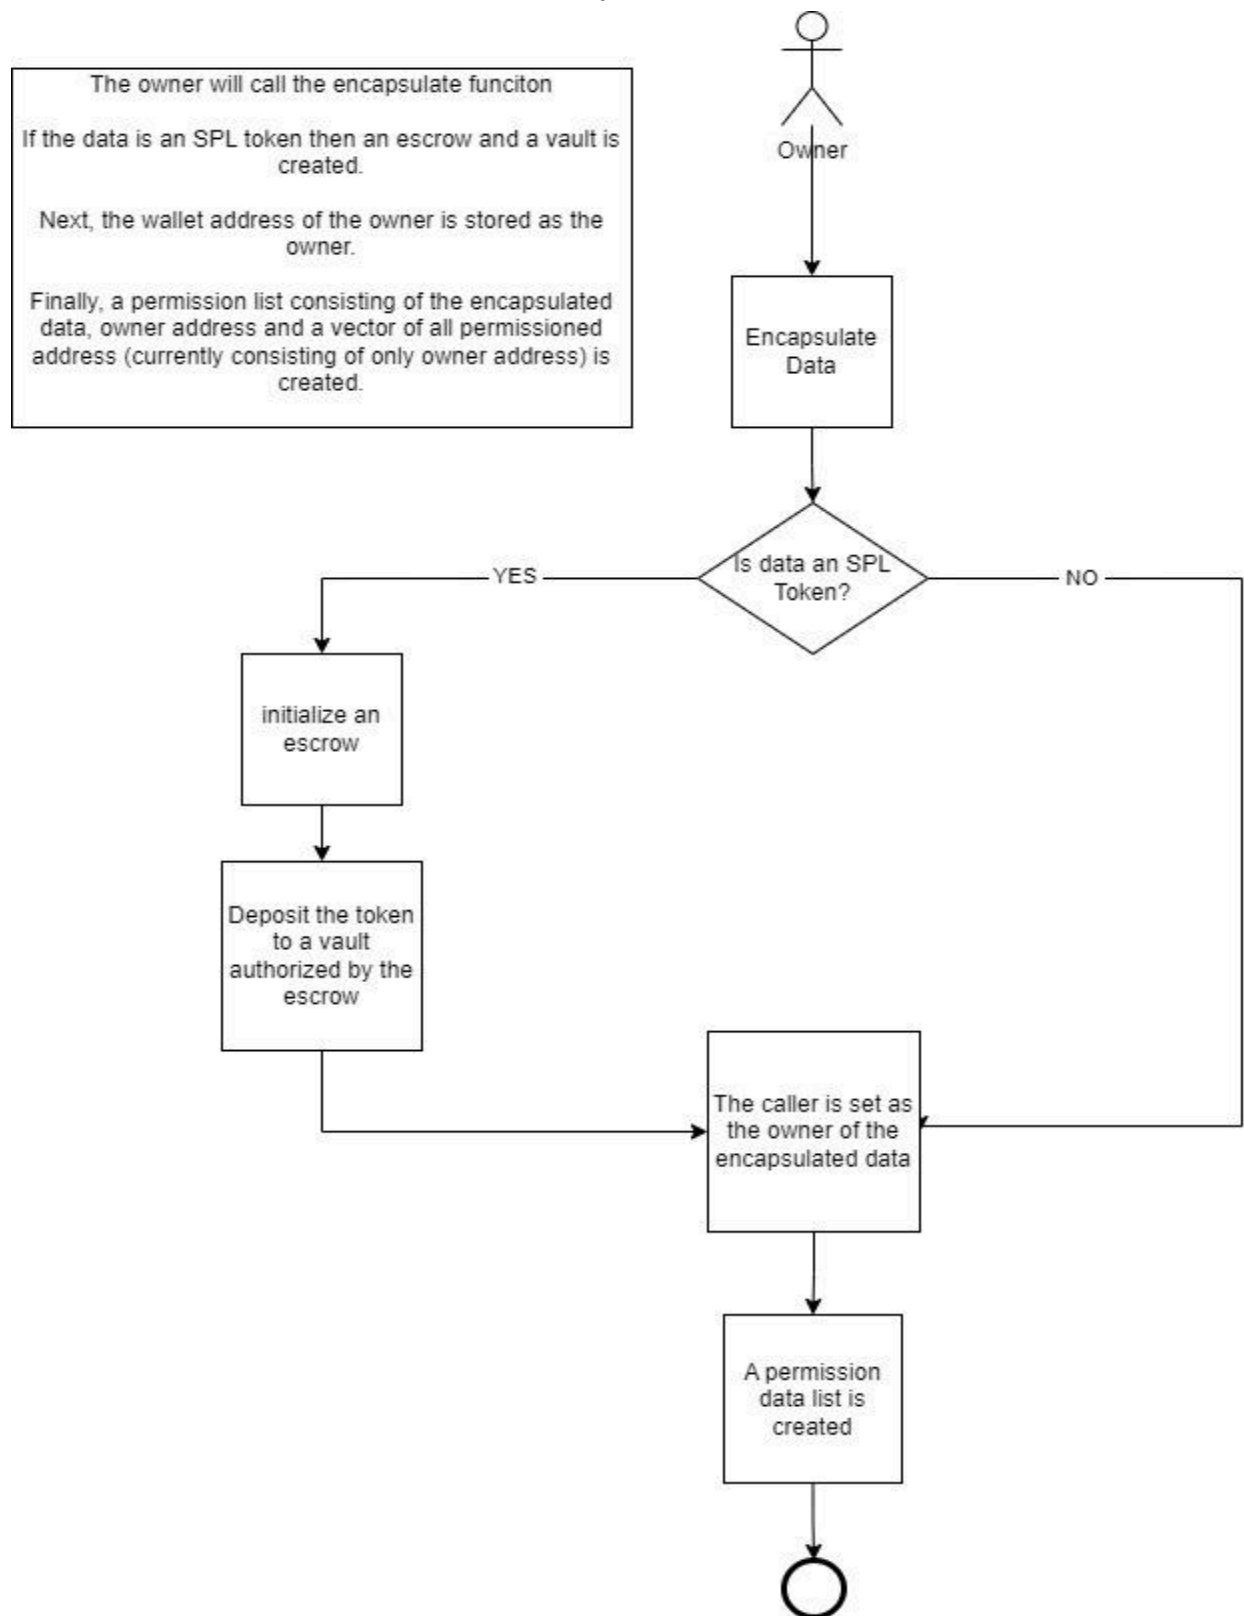 The owner will call the encapsulate funciton
If the data is an SPL token then an escrow and a vault is
created.
Next, the wallet address of the owner is stored as the
owner.
Finally, a permission list consisting of the encapsulated
data, owner address and a vector of all permissioned
address (currently consisting of only owner address) is
created.
Owner
Encapsulate
Data
Is data an SPL
Token?
YES
NO
initialize an
escrow
Deposit the token
to a vault
authorized by the
escrow
The caller is set as
the owner of the
encapsulated data
A permission
data list is
created